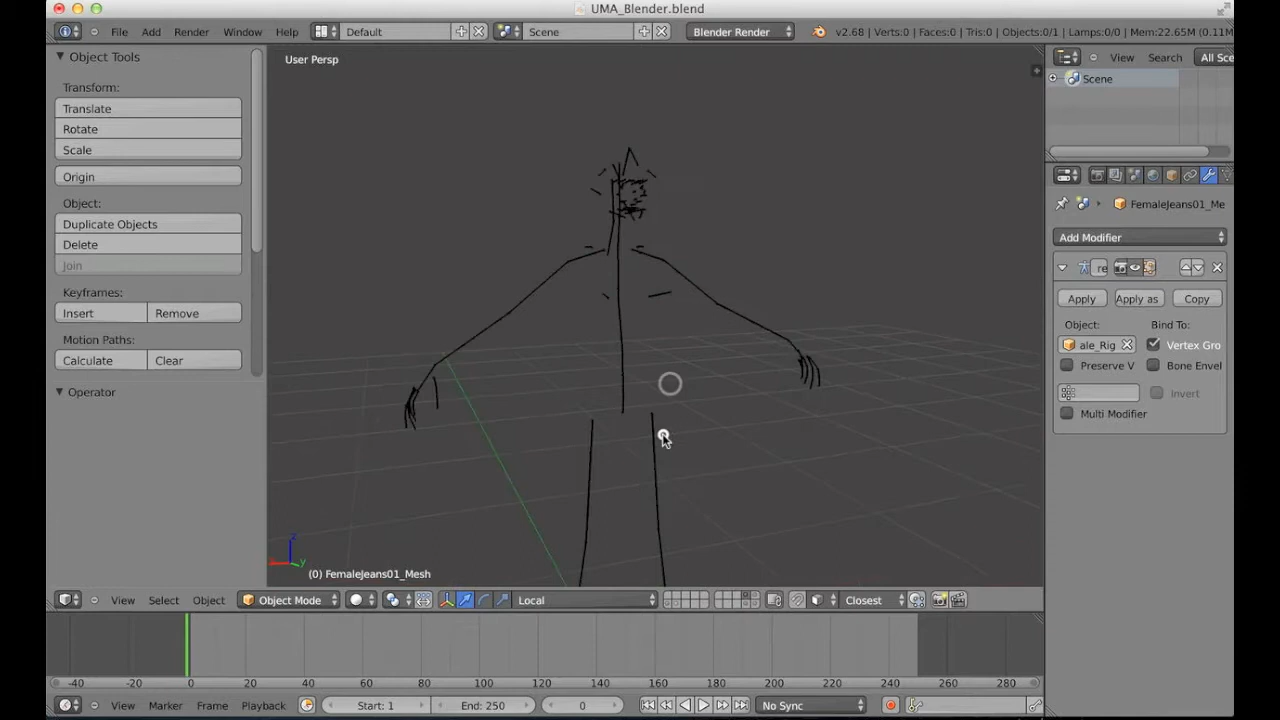 UMA_Blender.blend
File Add Render Window Help Default Scene Blender Render v2.68 | Verts:0 | Faces:0 | Tris:0 | Objects:0/1 | Lamps:0/0 | Mem:22.65M (0.11M
Object Tools
Transform:
Translate
Rotate
Scale
Origin
Object:
Duplicate Objects
Delete
Join
Keyframes:
Insert Remove
Motion Paths:
Calculate Clear
Operator
User Persp
z
y
(0) FemaleJeans01_Mesh
View Select Object Object Mode Local Closest
View Search All Sce
Scene
FemaleJeans01_Me
Add Modifier
re
Apply Apply as Copy
Object: Bind To:
ale_Rig Vertex Gro
Preserve V Bone Envel
Invert
Multi Modifier
-40 -20 0 20 40 60 80 100 120 140 160 180 200 220 240 260 280
View Marker Frame Playback Start: 1 End: 250 0 No Sync